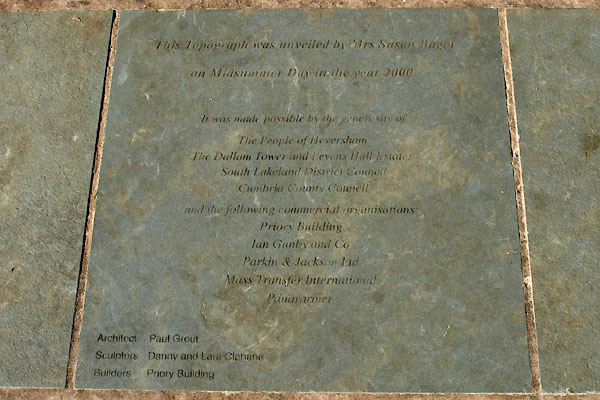 This Topograph was unveiled by Mrs Susan Bagot
on Midsummer Day in the year 2000
It was made possible by the generosity of
The People of Heversham
The Dallam Tower and Levens Hall Estates
South Lakeland District Council
Cumbria County Council
and the following commercial organisations
Priory Building
Ian Ganby and Co
Parkin & Jackson Ltd
Mass Transfer International
Panararmer
Architect Paul Grout
Sculptors Danny and Lara Clahane
Builders Priory Building